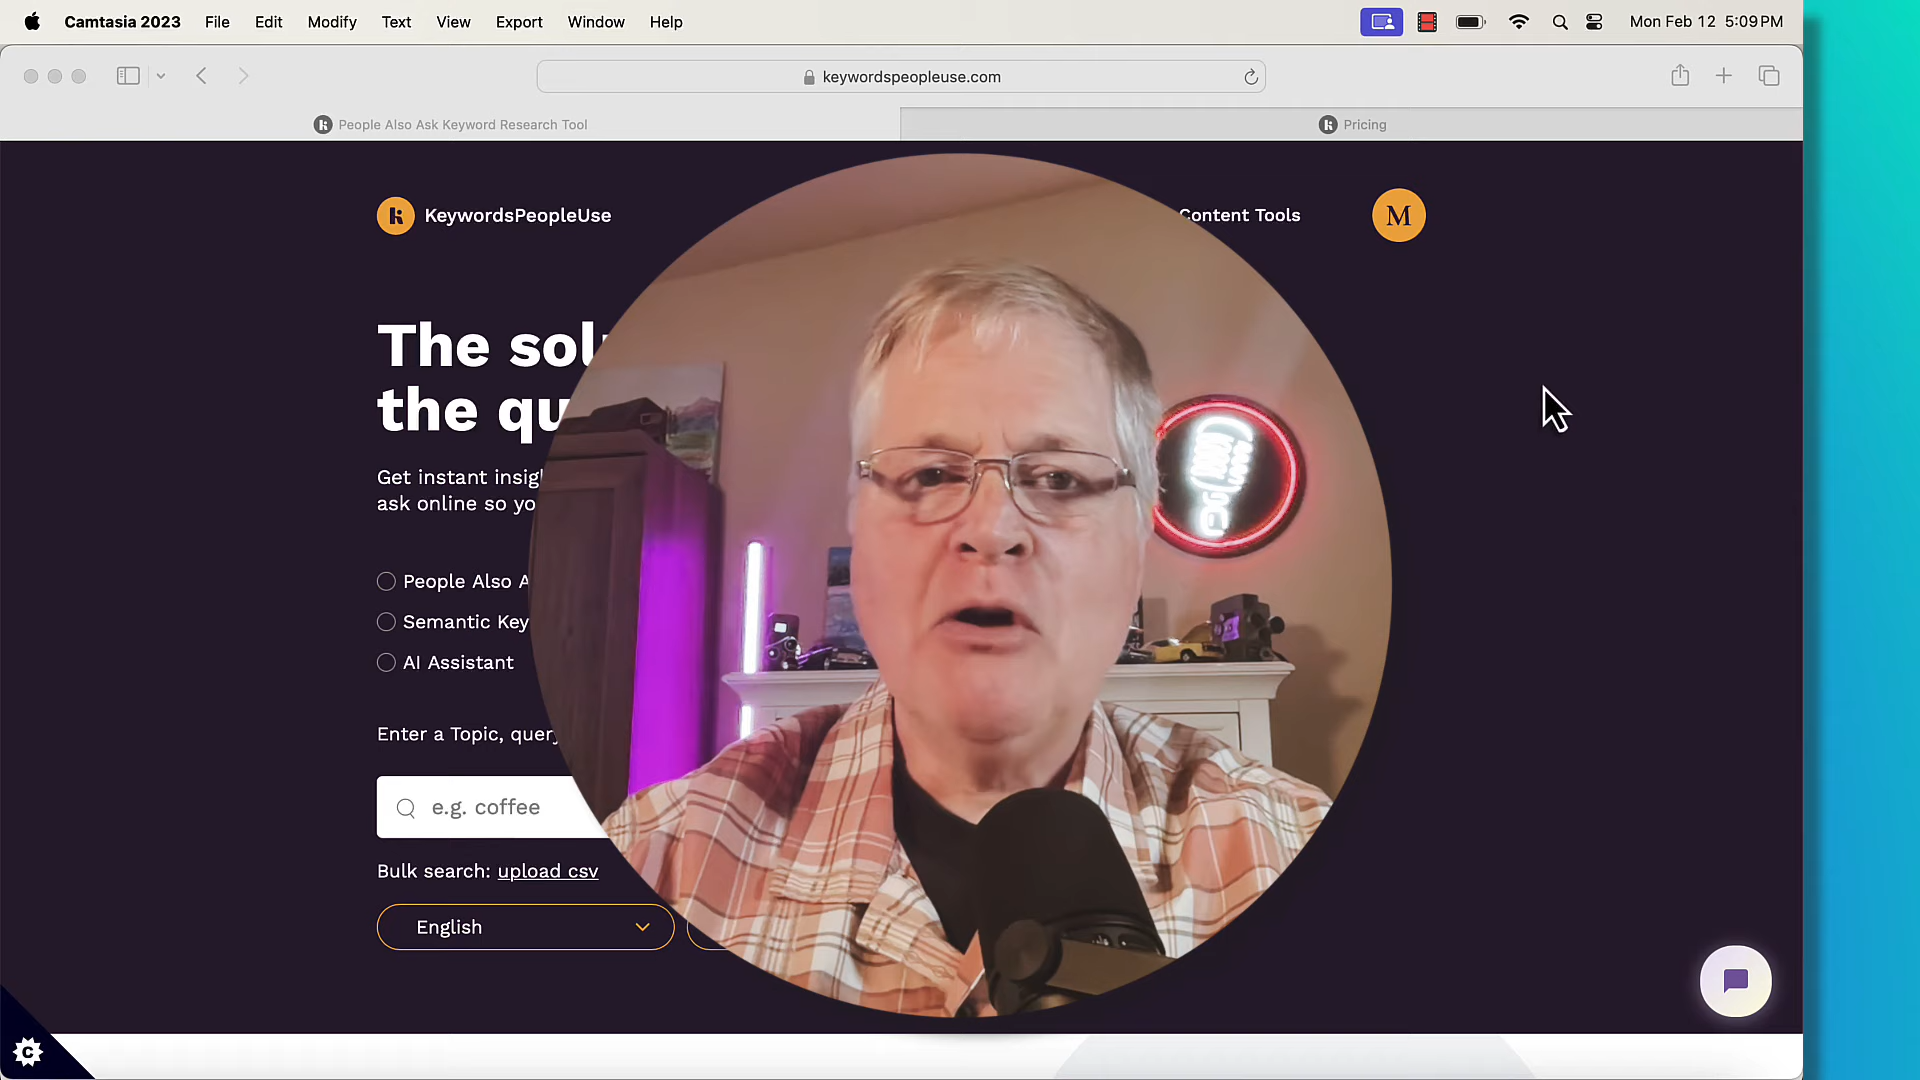 Camtasia 2023 File Edit Modify Text View Export Window Help Mon Feb 12 5:09 PM
keywordspeopleuse.com
People Also Ask Keyword Research Tool Pricing
KeywordsPeopleUse Content Tools M
The sol
the qu
Get instant insig
ask online so yo
People Also A
Semantic Key
AI Assistant
Enter a Topic, query
e.g. coffee
Bulk search: upload csv
English